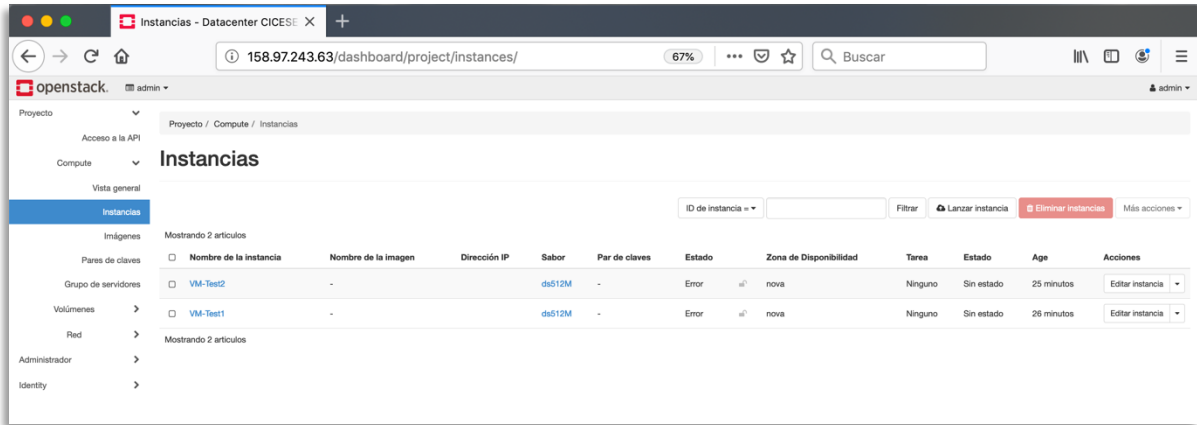 Instancias - Datacenter CICESE
158.97.243.63/dashboard/project/instances/
67%
Buscar
openstack.
admin
admin
Proyecto
Acceso a la API
Compute
Vista general
Instancias
Imágenes
Pares de claves
Grupo de servidores
Volúmenes
Red
Administrador
Identity
Proyecto / Compute / Instancias
Instancias
ID de instancia =
Filtrar
Lanzar instancia
Eliminar instancias
Más acciones
Mostrando 2 articulos
Nombre de la instancia Nombre de la imagen Dirección IP Sabor Par de claves Estado Zona de Disponibilidad Tarea Estado Age Acciones
VM-Test2 - ds512M - Error nova Ninguno Sin estado 25 minutos Editar instancia
VM-Test1 - ds512M - Error nova Ninguno Sin estado 26 minutos Editar instancia
Mostrando 2 articulos